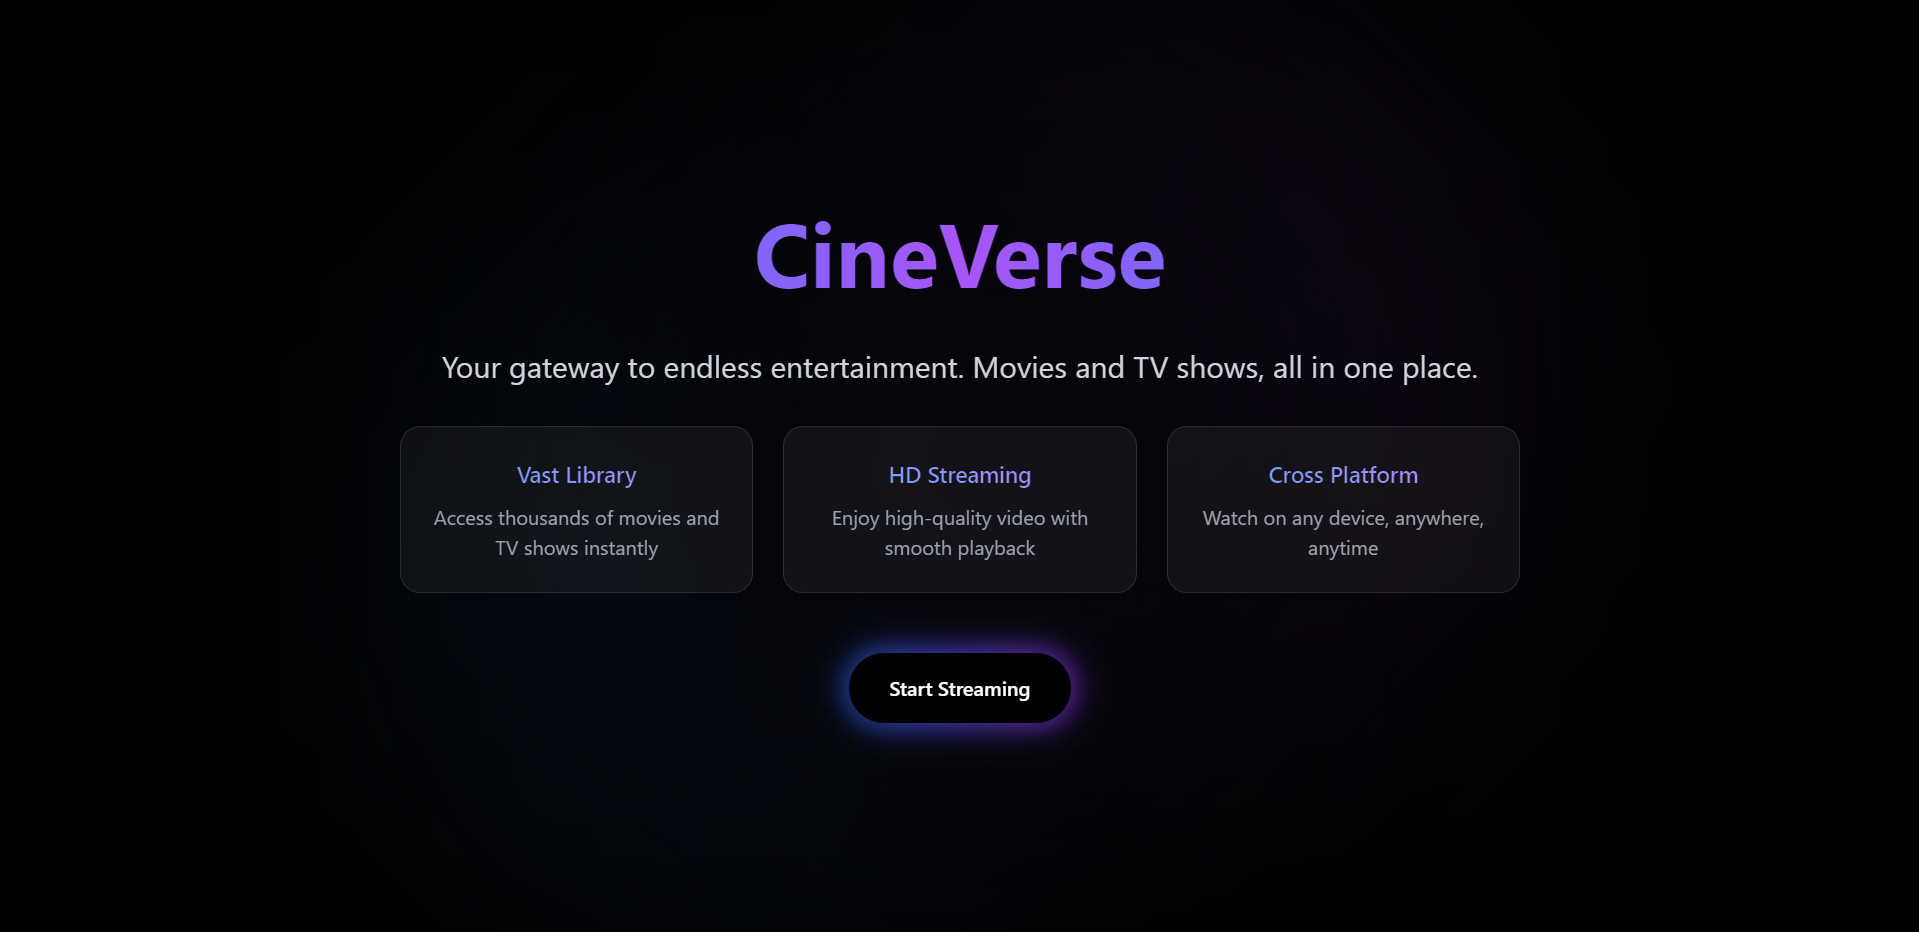 CineVerse
Your gateway to endless entertainment. Movies and TV shows, all in one place.
Vast Library
Access thousands of movies and
TV shows instantly
HD Streaming
Enjoy high-quality video with
smooth playback
Cross Platform
Watch on any device, anywhere,
anytime
Start Streaming